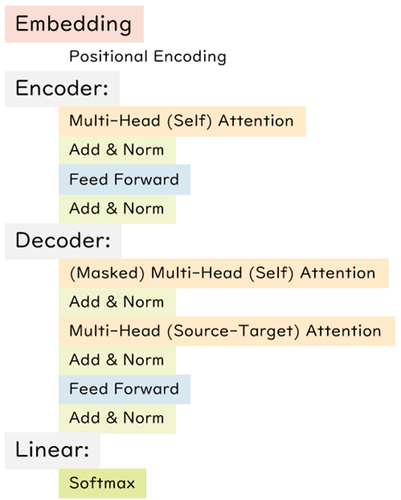 Embedding
Positional Encoding
Encoder:
Multi-Head (Self) Attention
Add & Norm
Feed Forward
Add & Norm
Decoder:
(Masked) Multi-Head (Self) Attention
Add & Norm
Multi-Head (Source-Target) Attention
Add & Norm
Feed Forward
Add & Norm
Linear:
Softmax